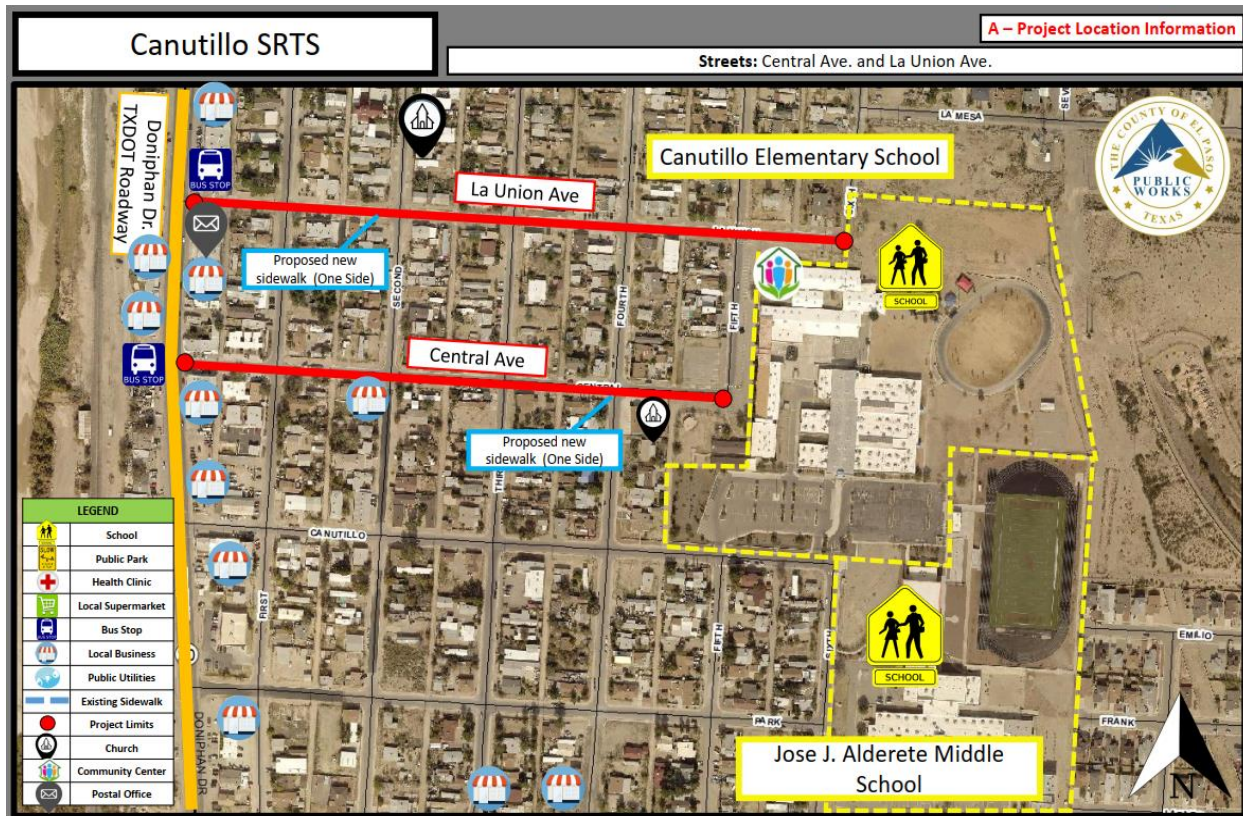 Canutillo SRTS
A – Project Location Information
Streets: Central Ave. and La Union Ave.
Doniphan Dr.
TXDOT Roadway
BUS STOP
La Union Ave
Proposed new
sidewalk (One Side)
Canutillo Elementary School
LA MESA
THE COUNTY OF EL PASO
PUBLIC
WORKS
TEXAS
SCHOOL
SECOND
FOURTH
FIFTH
BUS STOP
Central Ave
Proposed new
sidewalk (One Side)
CANUTILLO
FIRST
FIFTH
SIXTH
SCHOOL
EMILIO
PARK
FRANK
DONIPHAN DR
Jose J. Alderete Middle
School
N
LEGEND
School
Public Park
Health Clinic
Local Supermarket
BUS STOP
Bus Stop
Local Business
Public Utilities
Existing Sidewalk
Project Limits
Church
Community Center
Postal Office